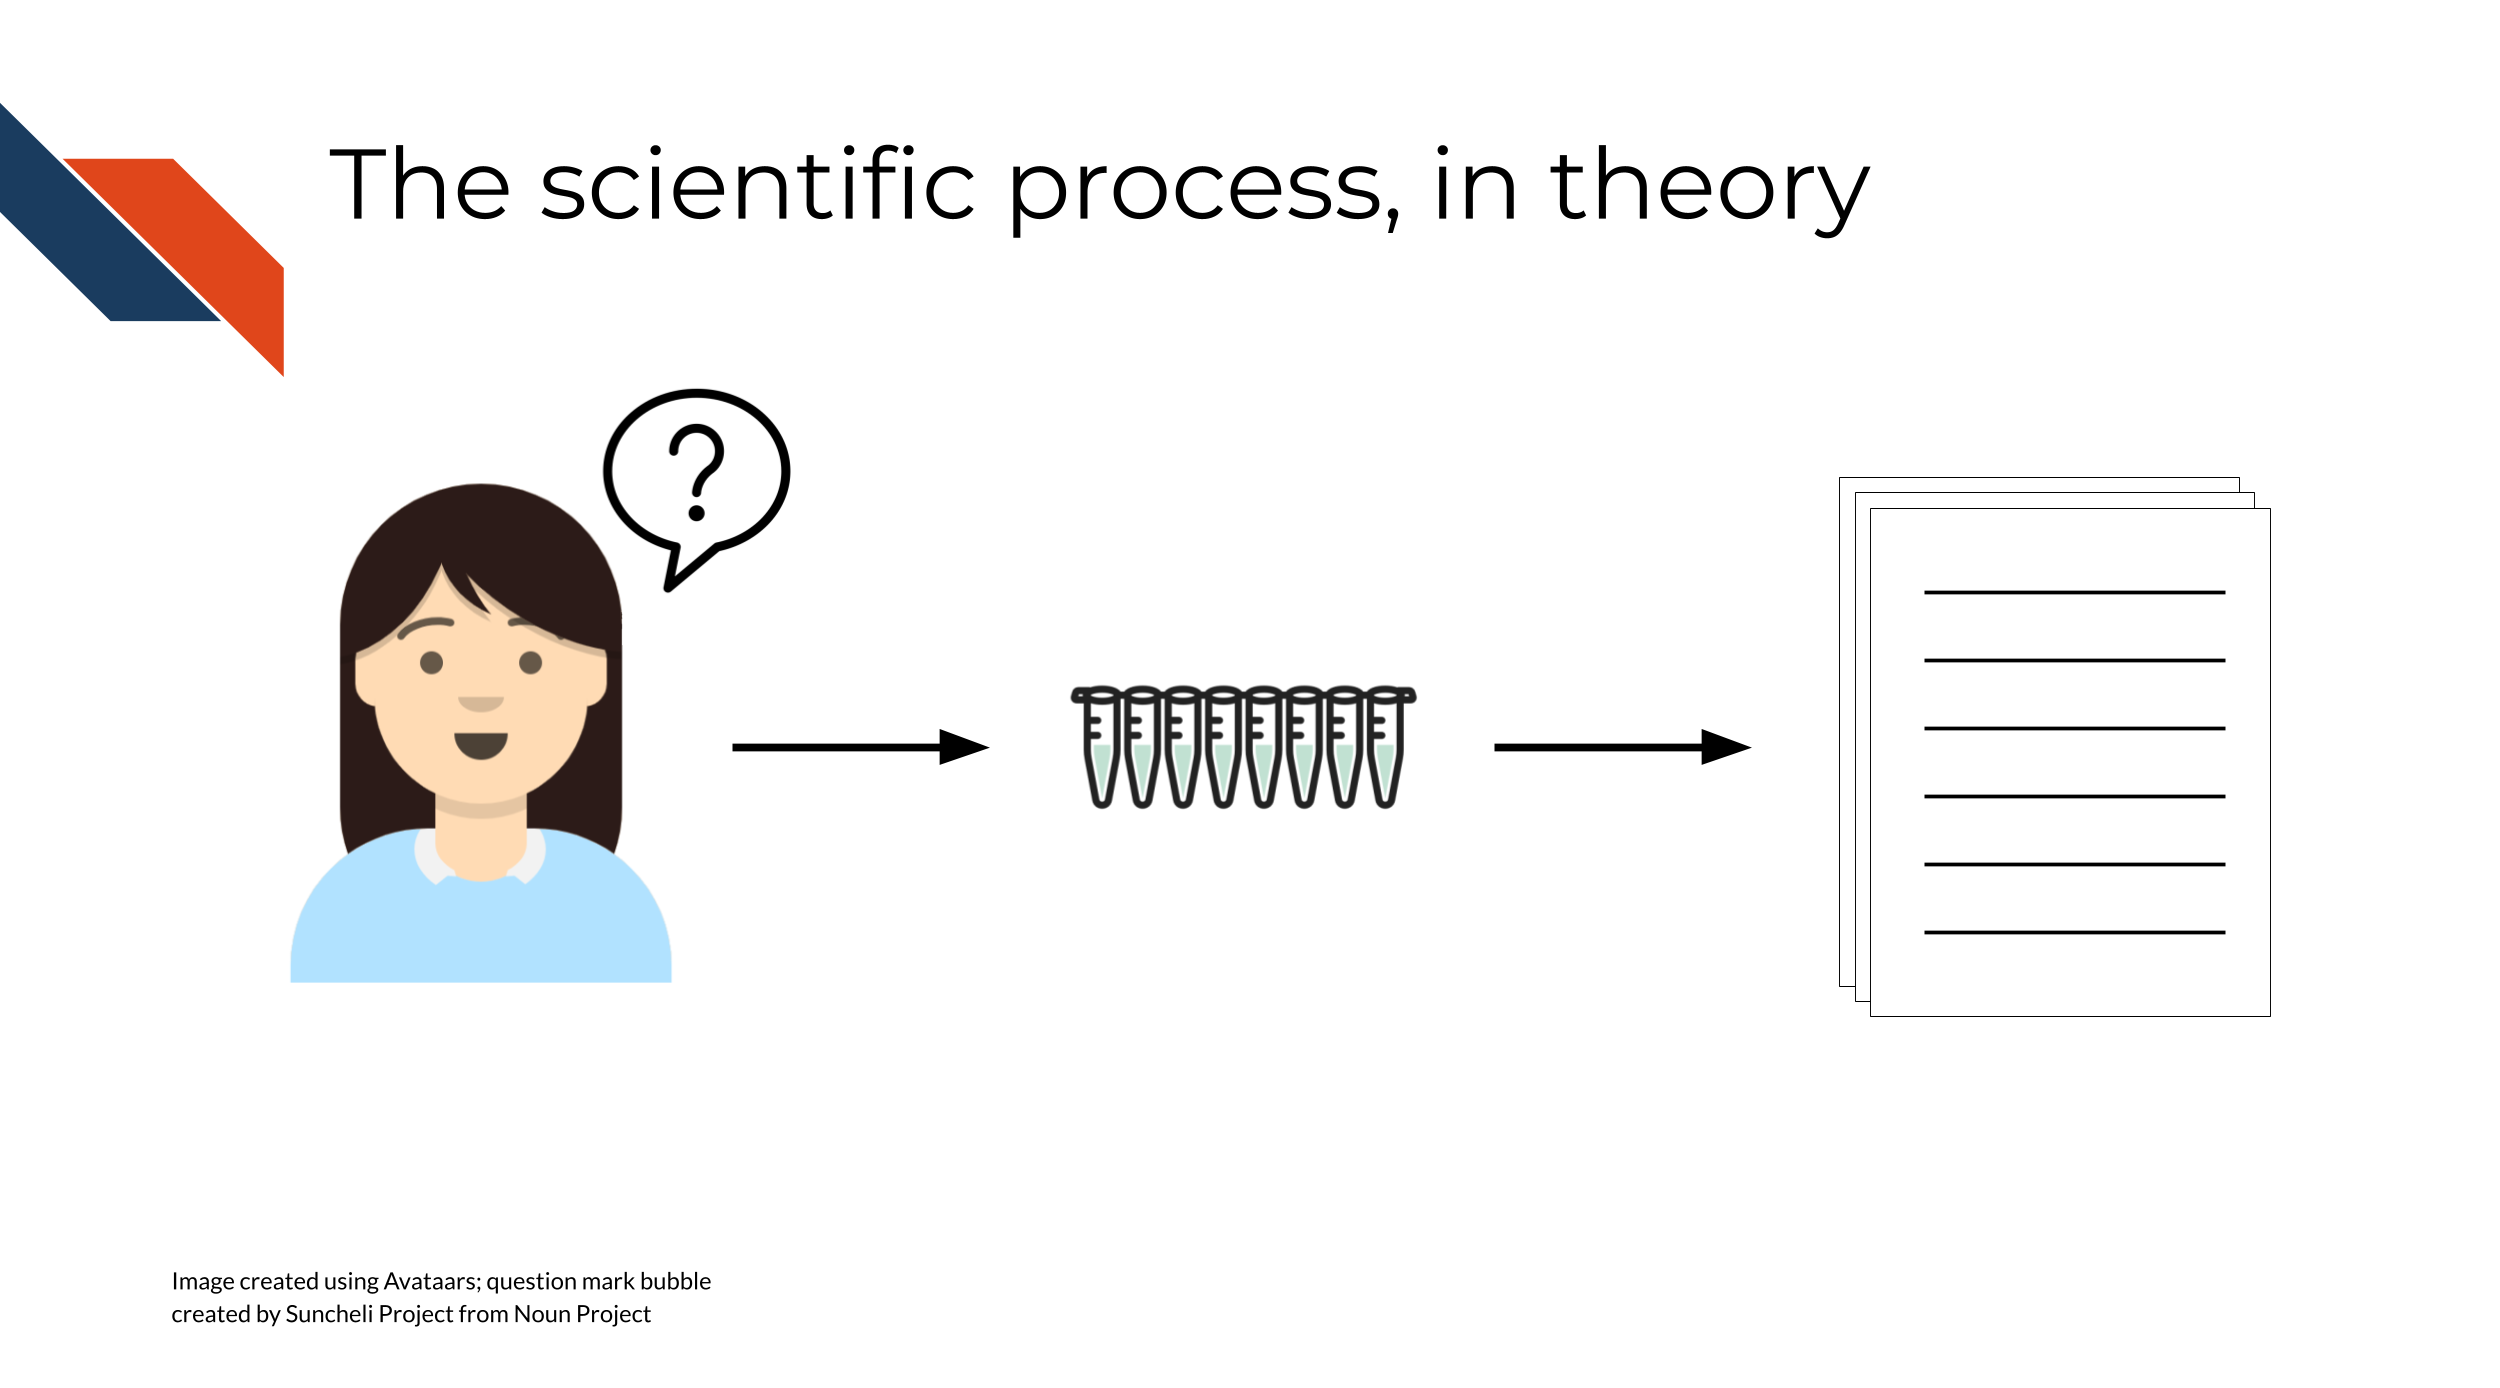 The scientific process, in theory
?
Image created using Avataars; question mark bubble
created by Suncheli Project from Noun Project